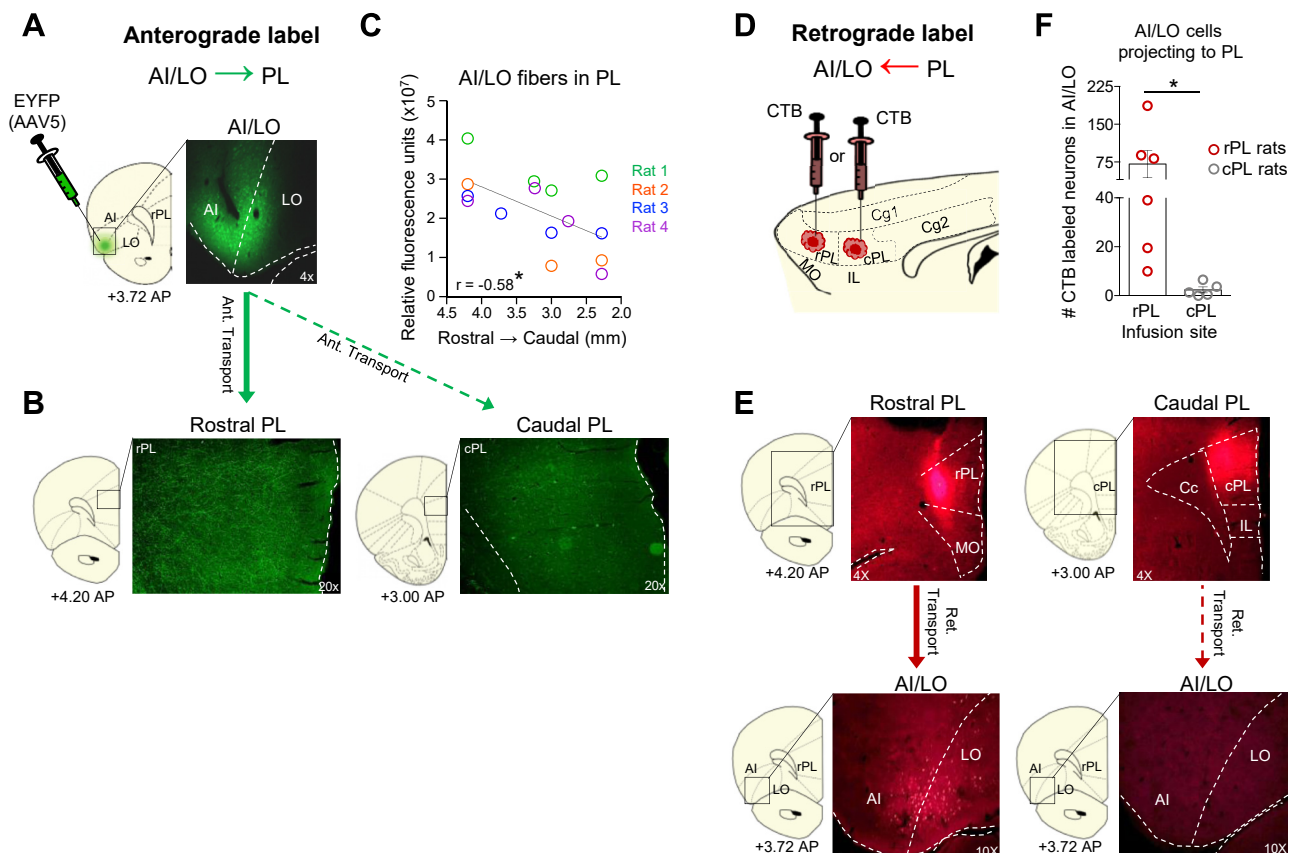 A
Anterograde label
AI/LO → PL
EYFP
(AAV5)
AI/LO
AI
LO
rPL
AI
LO
4x
+3.72 AP
Ant. Transport
Ant. Transport
C
AI/LO fibers in PL
Relative fluorescence units (x10⁷)
5
4
3
2
1
0
r = -0.58*
4.5 4.0 3.5 3.0 2.5 2.0
Rostral → Caudal (mm)
Rat 1
Rat 2
Rat 3
Rat 4
B
Rostral PL
rPL
20x
+4.20 AP
Caudal PL
cPL
20x
+3.00 AP
D
Retrograde label
AI/LO ← PL
CTB
CTB
or
Cg1
Cg2
rPL
cPL
MO
IL
F
AI/LO cells
projecting to PL
# CTB labeled neurons in AI/LO
225
150
75
40
20
0
*
rPL cPL
Infusion site
rPL rats
cPL rats
E
Rostral PL
rPL
rPL
MO
4X
+4.20 AP
Caudal PL
cPL
Cc
cPL
IL
4X
+3.00 AP
Ret.
Transport
Ret.
Transport
AI/LO
AI
rPL
LO
LO
AI
10X
+3.72 AP
AI/LO
AI
rPL
LO
LO
AI
10X
+3.72 AP